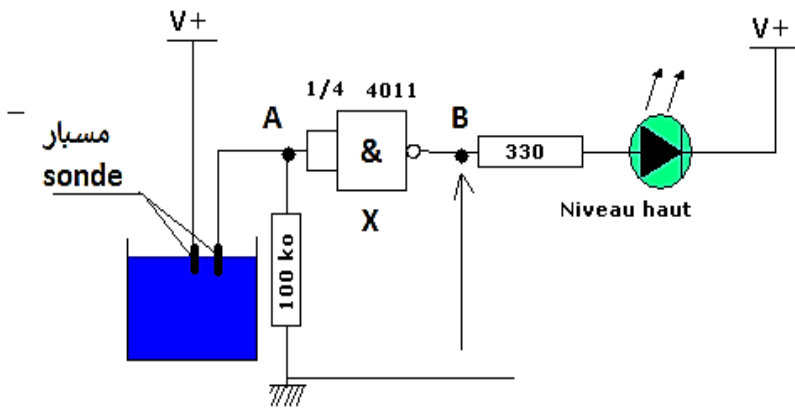 V+
V+
1/4 4011
A
B
مسبار
sonde
&
330
X
Niveau haut
100 ko